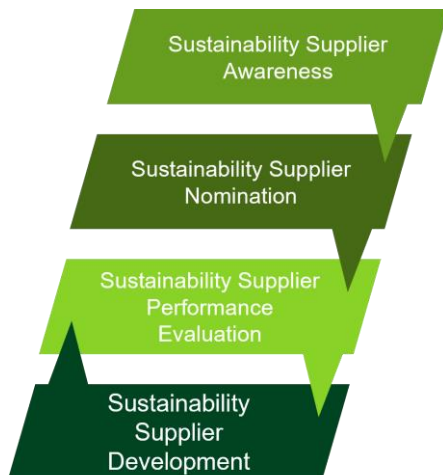 Sustainability Supplier
Awareness
Sustainability Supplier
Nomination
Sustainability Supplier
Performance
Evaluation
Sustainability
Supplier
Development